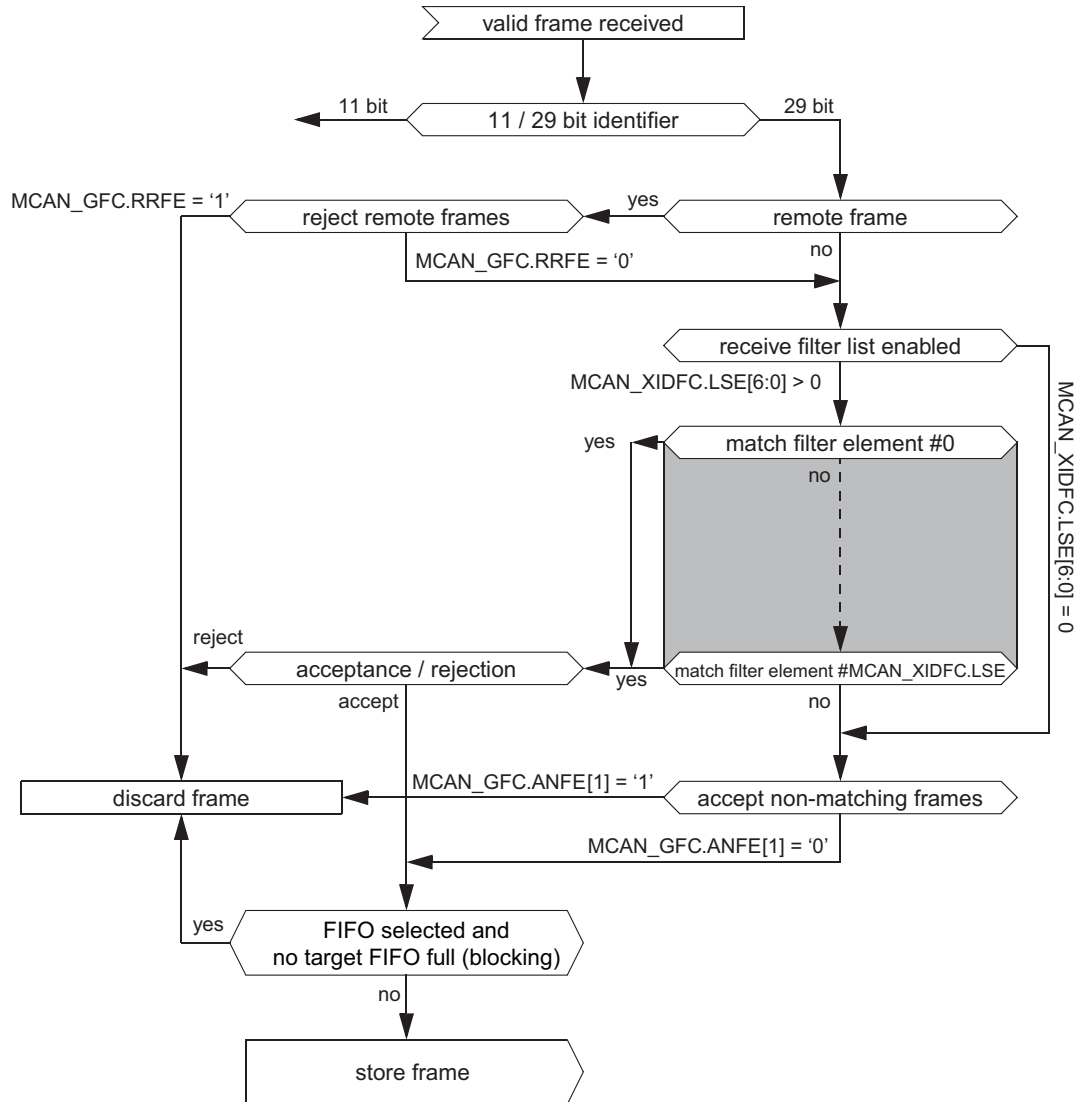 valid frame received
11 bit
11 / 29 bit identifier
29 bit
MCAN_GFC.RRFE = ‘1’
reject remote frames
yes
remote frame
MCAN_GFC.RRFE = ‘0’
no
receive filter list enabled
MCAN_XIDFC.LSE[6:0] > 0
MCAN_XIDFC.LSE[6:0] = 0
yes
match filter element #0
no
reject
acceptance / rejection
yes
match filter element #MCAN_XIDFC.LSE
accept
no
discard frame
MCAN_GFC.ANFE[1] = ‘1’
accept non-matching frames
MCAN_GFC.ANFE[1] = ‘0’
yes
FIFO selected and
no target FIFO full (blocking)
no
store frame